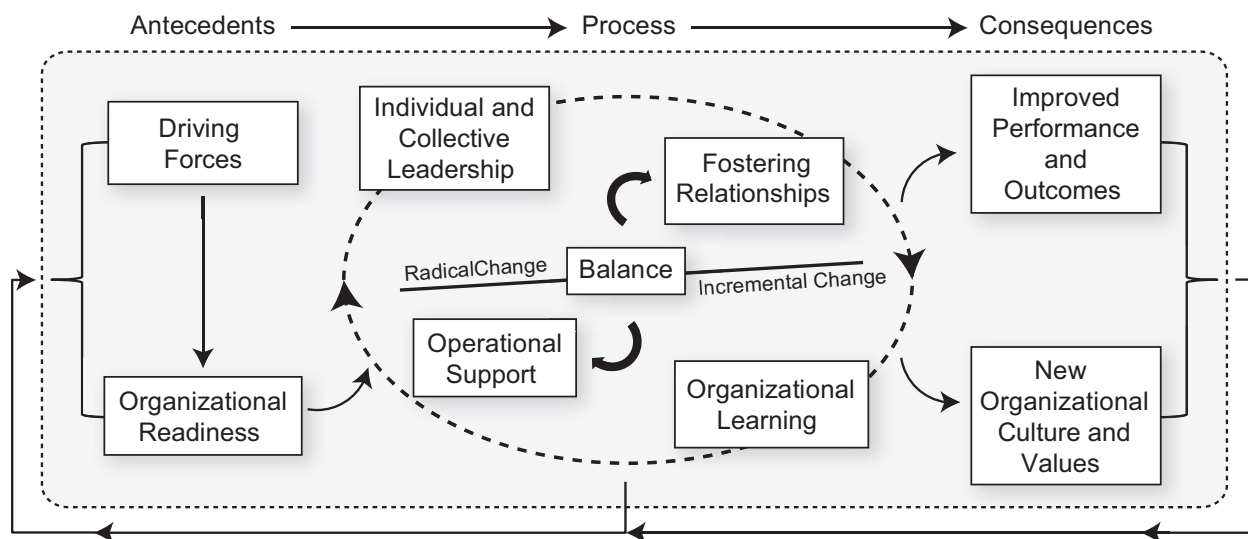 Antecedents
Process
Consequences
Driving
Forces
Organizational
Readiness
Individual and
Collective
Leadership
Fostering
Relationships
RadicalChange
Balance
Incremental Change
Operational
Support
Organizational
Learning
Improved
Performance
and
Outcomes
New
Organizational
Culture and
Values